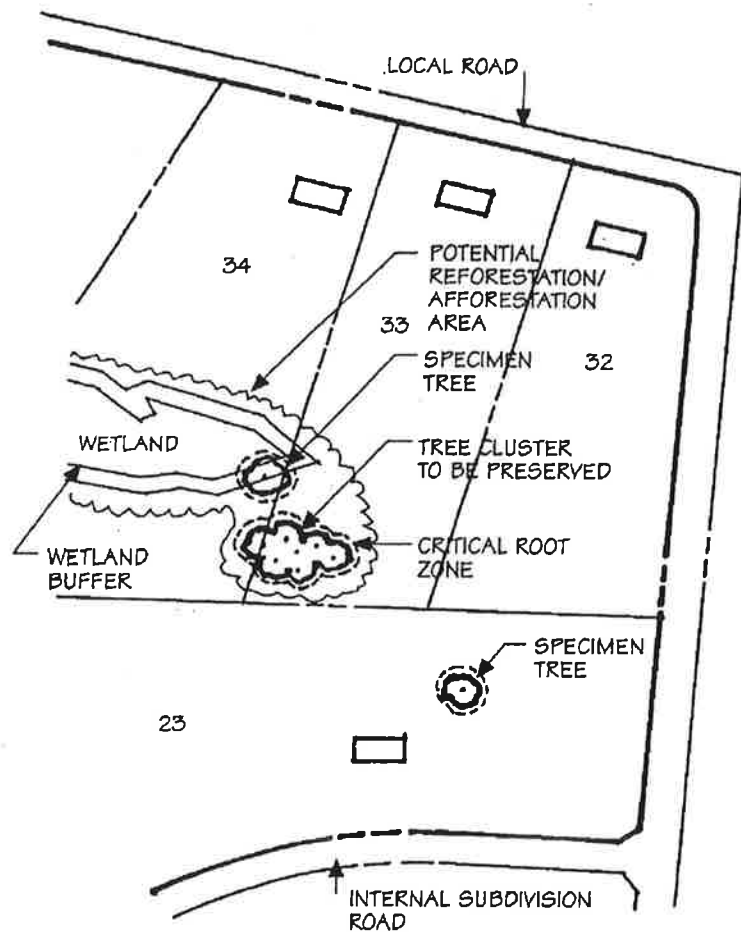 LOCAL ROAD
34
POTENTIAL
REFORESTATION/
AFFORESTATION
AREA
33
SPECIMEN
TREE
32
WETLAND
TREE CLUSTER
TO BE PRESERVED
WETLAND
BUFFER
CRITICAL ROOT
ZONE
SPECIMEN
TREE
23
INTERNAL SUBDIVISION
ROAD